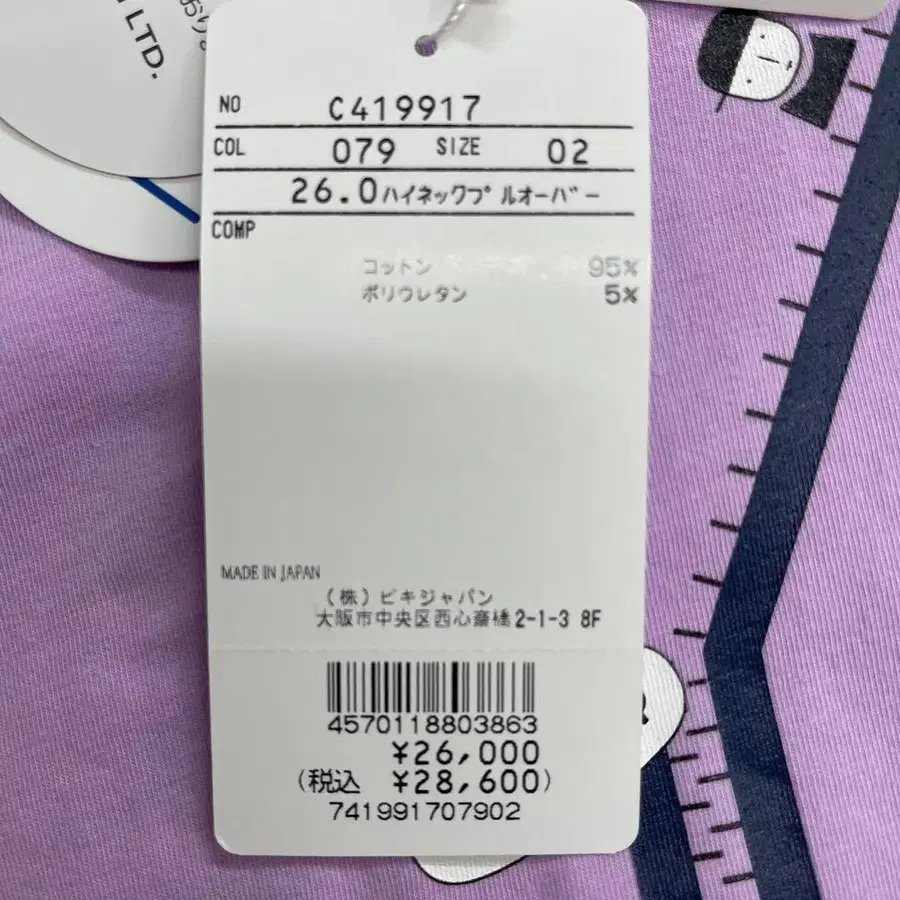 LTD.
NO C419917
COL 079 SIZE 02
26.0ハイネックプルオーバー
COMP
コットン 95%
ポリウレタン 5%
MADE IN JAPAN
(株)ビキジャパン
大阪市中央区西心斎橋2-1-3 8F
4570118803863
¥26,000
(税込 ¥28,600)
741991707902